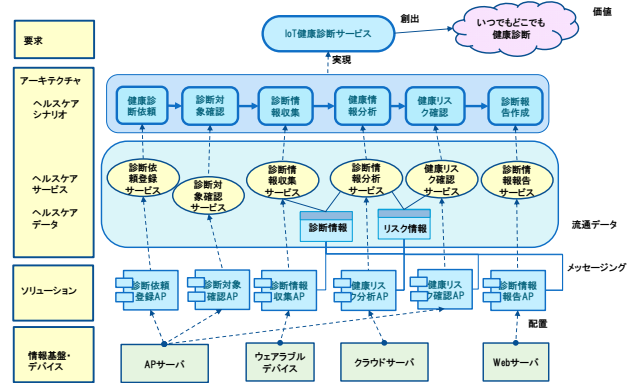 価値
創出
いつでもどこでも
健康診断
IoT健康診断サービス
要求
実現
アーキテクチャ
ヘルスケア
シナリオ
健康診
断依頼
診断対
象確認
診断情
報収集
健康情
報分析
健康リス
ク確認
診断報
告作成
ヘルスケア
サービス
診断依
頼登録
サービス
診断対
象確認
サービス
診断情
報収集
サービス
診断情
報分析
サービス
健康リス
ク確認
サービス
診断情
報報告
サービス
ヘルスケア
データ
診断情報
リスク情報
流通データ
メッセージング
ソリューション
診断依頼
登録AP
診断対象
確認AP
診断情報
収集AP
健康リス
ク分析AP
健康リス
ク確認AP
診断情報
報告AP
配置
情報基盤・
デバイス
APサーバ
ウェアラブル
デバイス
クラウドサーバ
Webサーバ